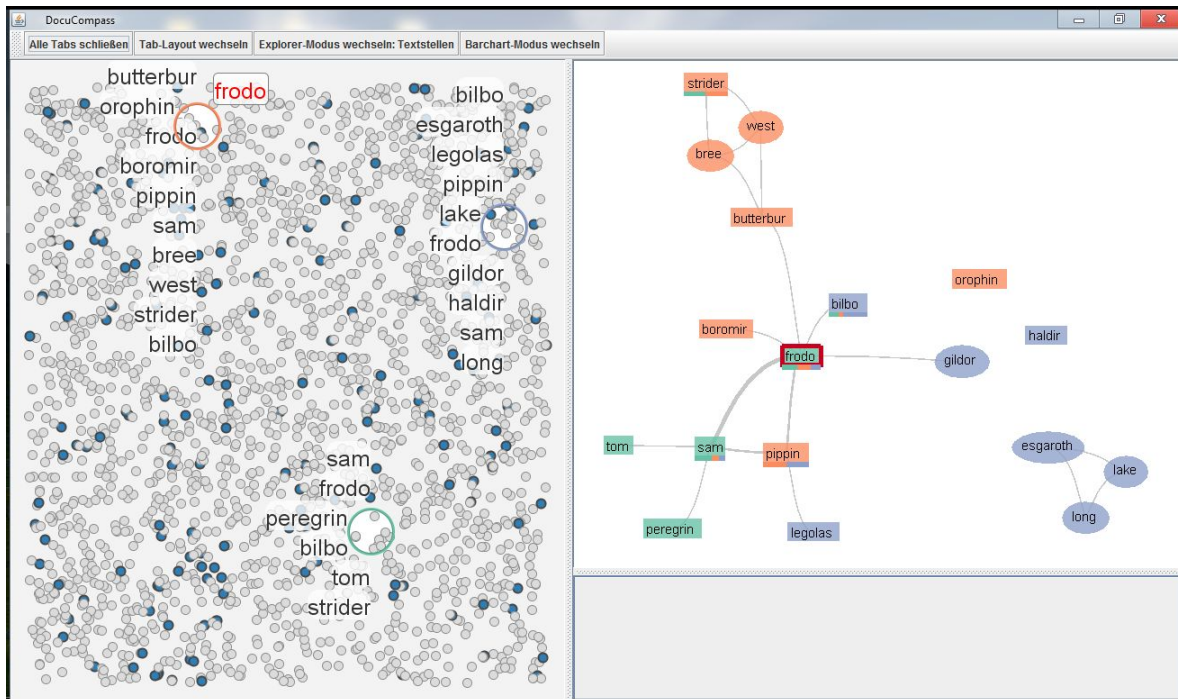 DocuCompass
Alle Tabs schließen Tab-Layout wechseln Explorer-Modus wechseln: Textstellen Barchart-Modus wechseln
butterbur
frodo
orophin
frodo
boromir
pippin
sam
bree
west
strider
bilbo
bilbo
esgaroth
legolas
pippin
lake
frodo
gildor
haldir
sam
long
sam
frodo
peregrin
bilbo
tom
strider
strider
west
bree
butterbur
orophin
bilbo
boromir
haldir
frodo
gildor
tom
sam
pippin
esgaroth
lake
long
peregrin
legolas